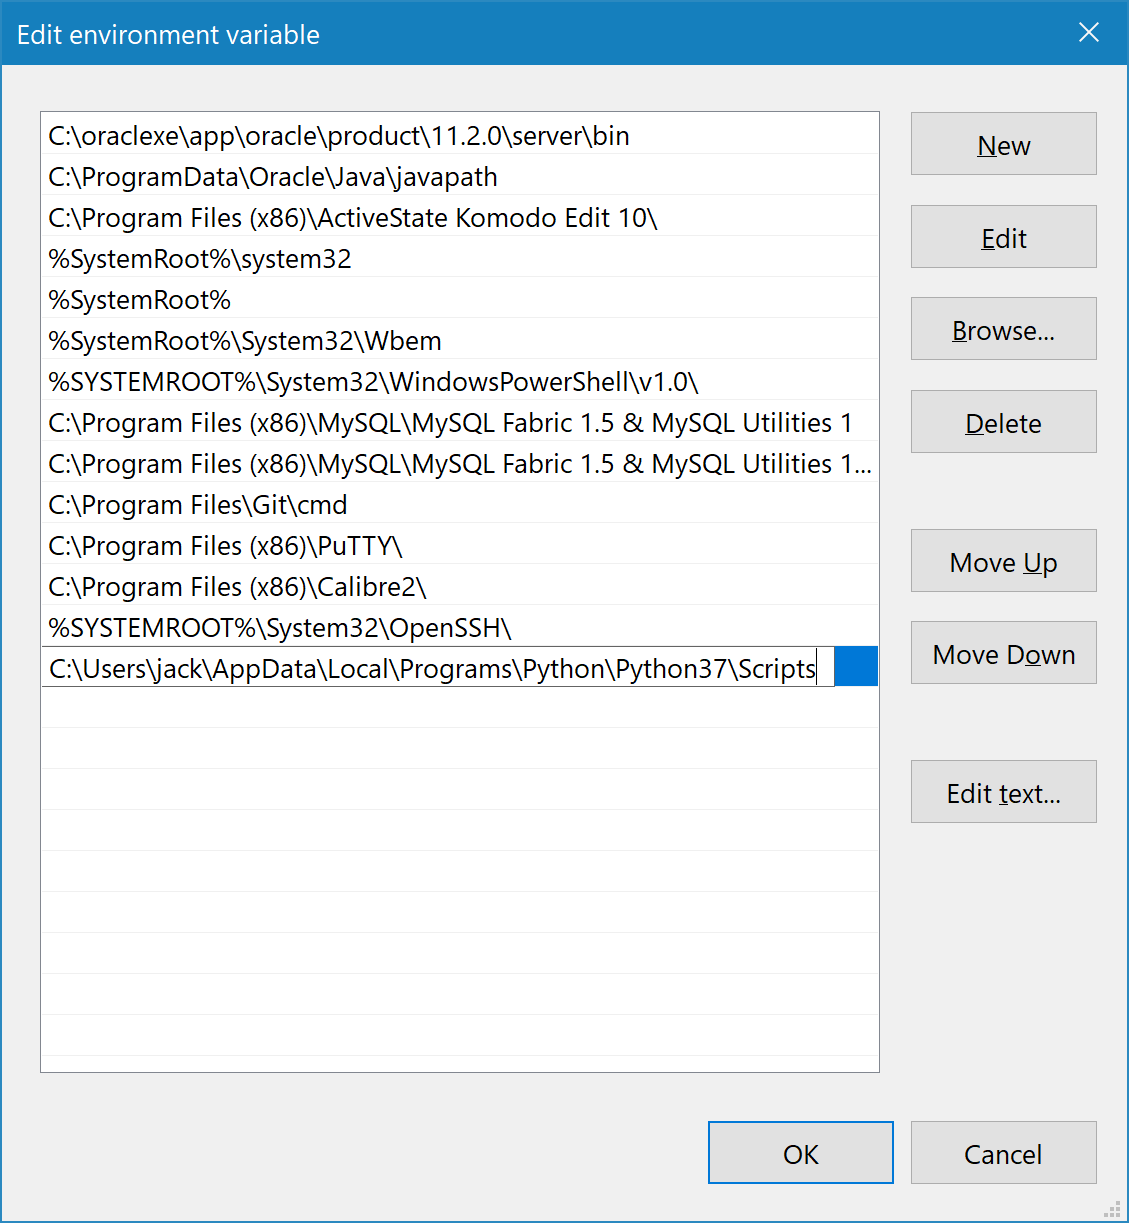 Edit environment variable
C:\oraclexe\app\oracle\product\11.2.0\server\bin
C:\ProgramData\Oracle\Java\javapath
C:\Program Files (x86)\ActiveState Komodo Edit 10\
%SystemRoot%\system32
%SystemRoot%
%SystemRoot%\System32\Wbem
%SYSTEMROOT%\System32\WindowsPowerShell\v1.0\
C:\Program Files (x86)\MySQL\MySQL Fabric 1.5 & MySQL Utilities 1
C:\Program Files (x86)\MySQL\MySQL Fabric 1.5 & MySQL Utilities 1...
C:\Program Files\Git\cmd
C:\Program Files (x86)\PuTTY\
C:\Program Files (x86)\Calibre2\
%SYSTEMROOT%\System32\OpenSSH\
C:\Users\jack\AppData\Local\Programs\Python\Python37\Scripts
New
Edit
Browse...
Delete
Move Up
Move Down
Edit text...
OK
Cancel